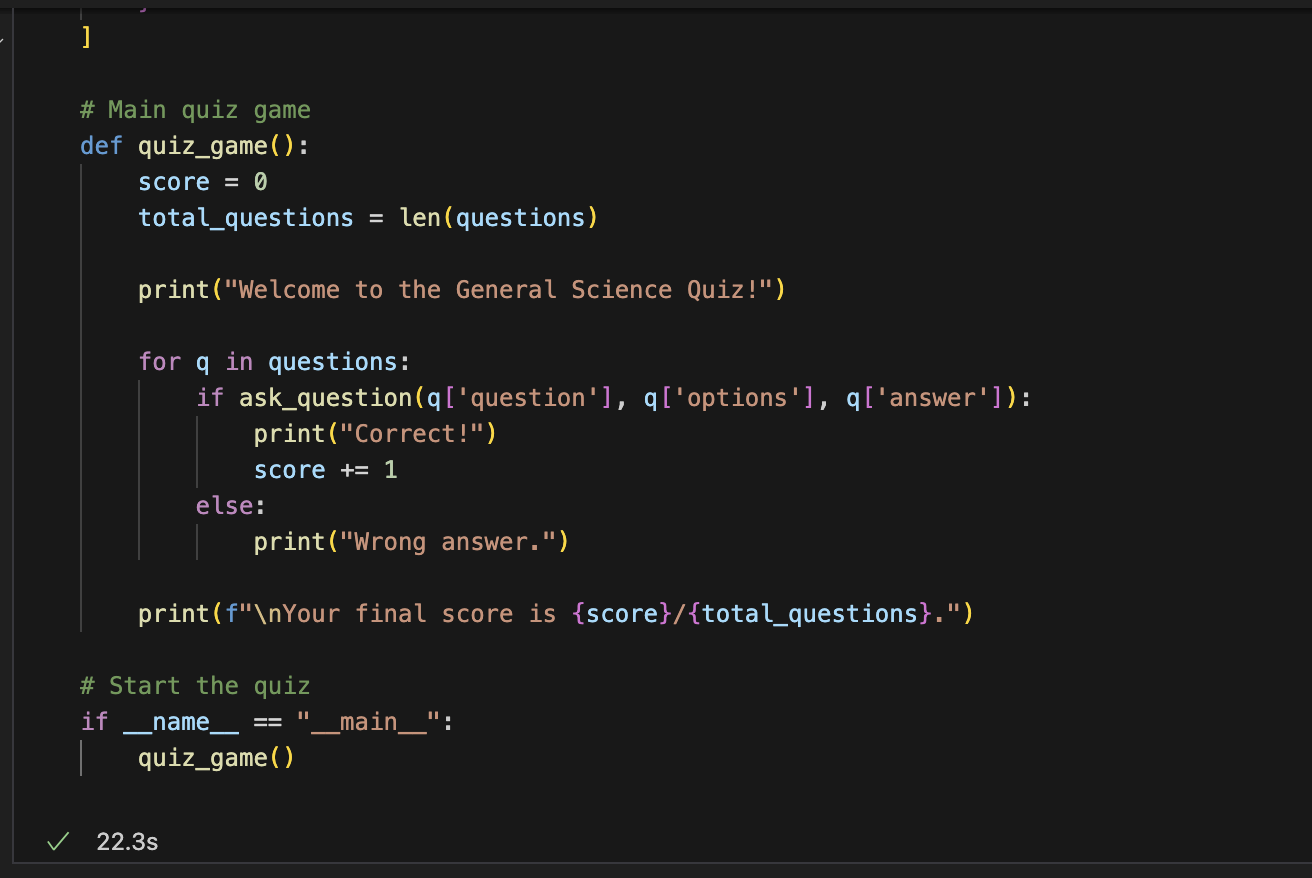 ]
# Main quiz game
def quiz_game():
    score = 0
    total_questions = len(questions)
    print("Welcome to the General Science Quiz!")
    for q in questions:
        if ask_question(q['question'], q['options'], q['answer']):
            print("Correct!")
            score += 1
        else:
            print("Wrong answer.")
    print(f"\nYour final score is {score}/{total_questions}.")
# Start the quiz
if __name__ == "__main__":
    quiz_game()
22.3s